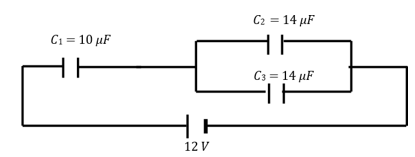 C₂ = 14 μF
C₁ = 10 μF
C₃ = 14 μF
12 V